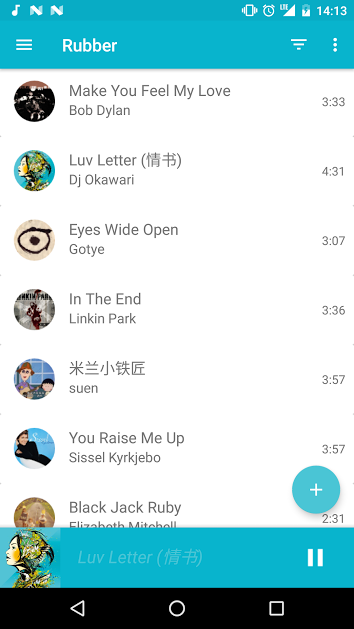 14:13
Rubber
Make You Feel My Love
Bob Dylan
3:33
Luv Letter (情书)
Dj Okawari
4:31
Eyes Wide Open
Gotye
3:07
In The End
Linkin Park
3:36
米兰小铁匠
suen
3:57
You Raise Me Up
Sissel Kyrkjebo
3:57
Black Jack Ruby
Elizabeth Mitchell
2:31
Luv Letter (情书)